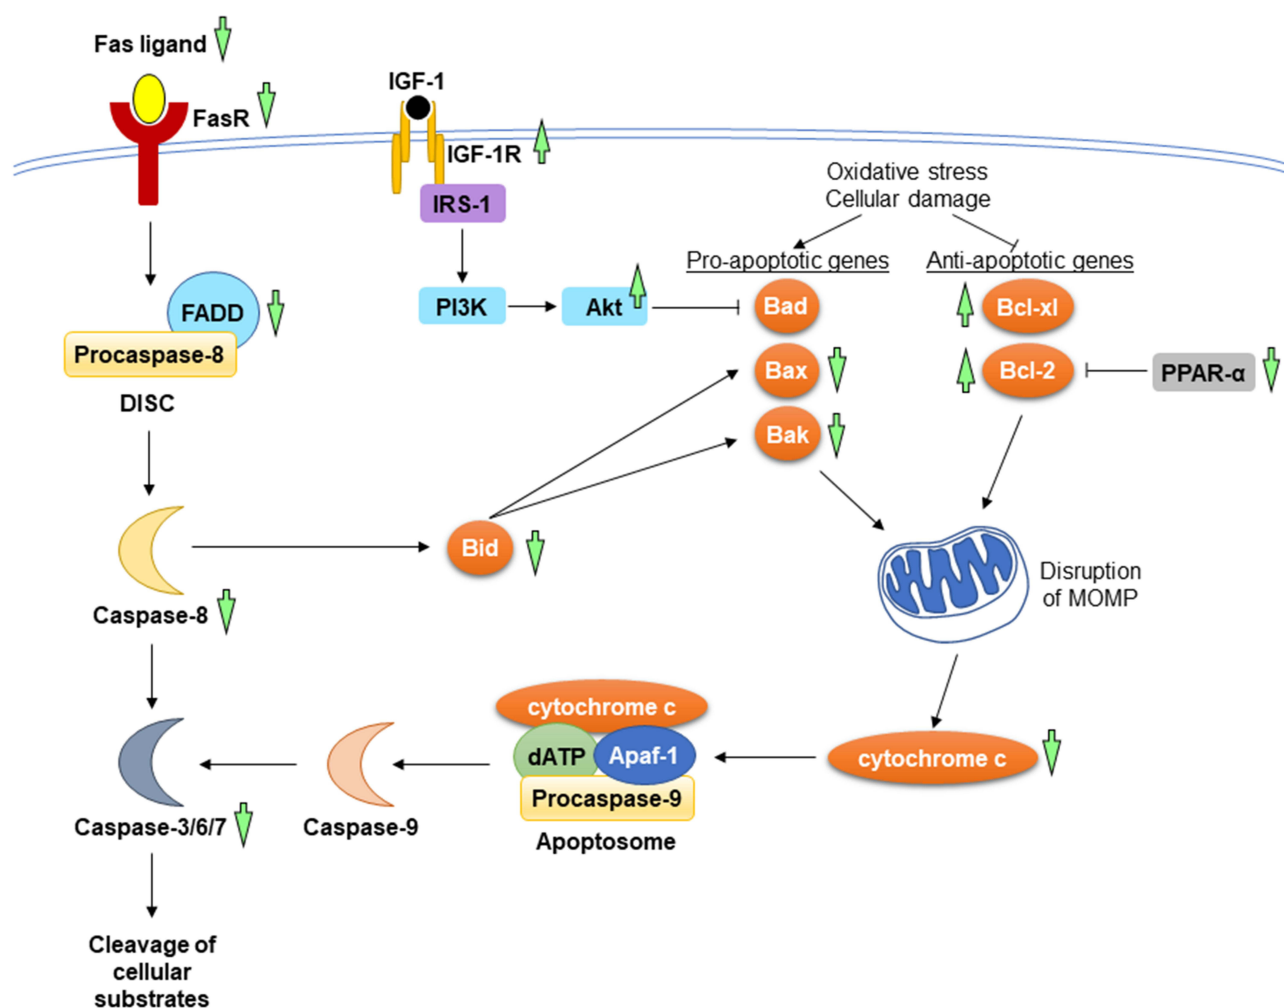 Fas ligand
FasR
IGF-1
IGF-1R
IRS-1
Oxidative stress
Cellular damage
Pro-apoptotic genes
Anti-apoptotic genes
FADD
Procaspase-8
DISC
PI3K
Akt
Bad
Bax
Bak
Bcl-xl
Bcl-2
PPAR-α
Caspase-8
Bid
Disruption
of MOMP
cytochrome c
dATP
Apaf-1
Procaspase-9
Apoptosome
cytochrome c
Caspase-3/6/7
Caspase-9
Cleavage of
cellular
substrates